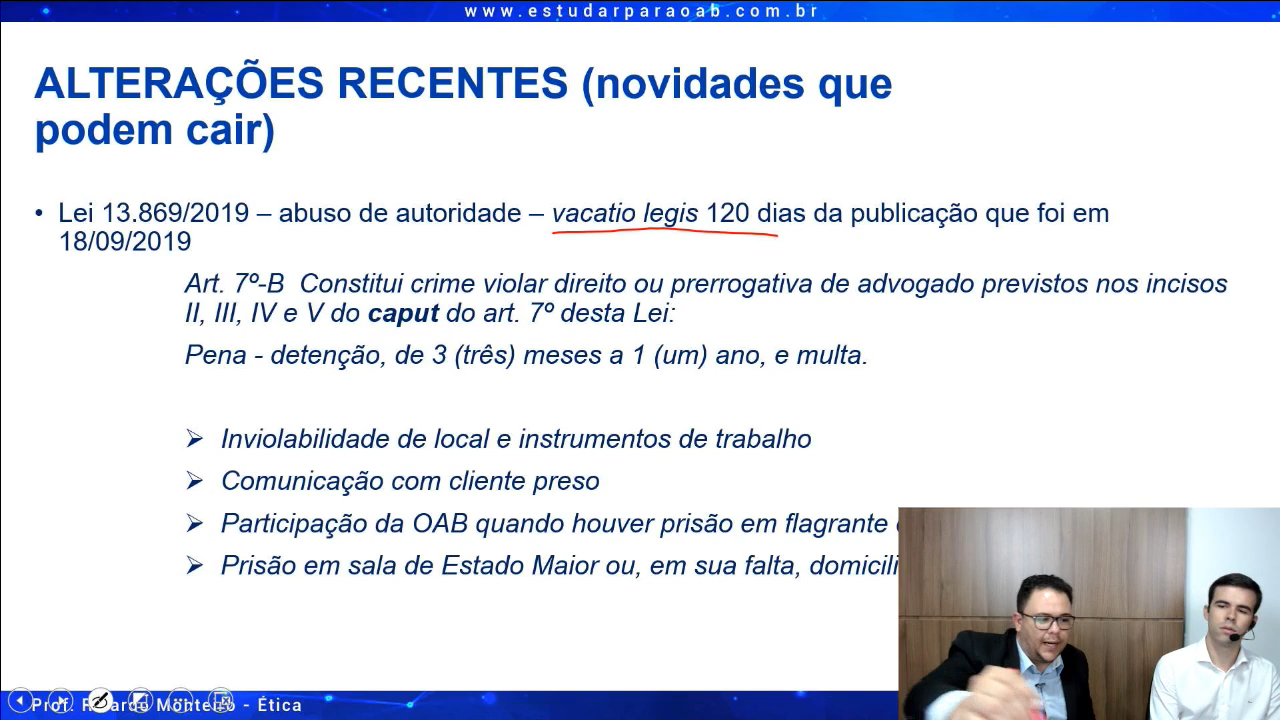 www.estudarparaoab.com.br
ALTERAÇÕES RECENTES (novidades que
podem cair)
• Lei 13.869/2019 – abuso de autoridade – vacatio legis 120 dias da publicação que foi em
18/09/2019
Art. 7º-B Constitui crime violar direito ou prerrogativa de advogado previstos nos incisos
II, III, IV e V do caput do art. 7º desta Lei:
Pena - detenção, de 3 (três) meses a 1 (um) ano, e multa.
➢ Inviolabilidade de local e instrumentos de trabalho
➢ Comunicação com cliente preso
➢ Participação da OAB quando houver prisão em flagrante
➢ Prisão em sala de Estado Maior ou, em sua falta,
Prof. Monteiro - Ética